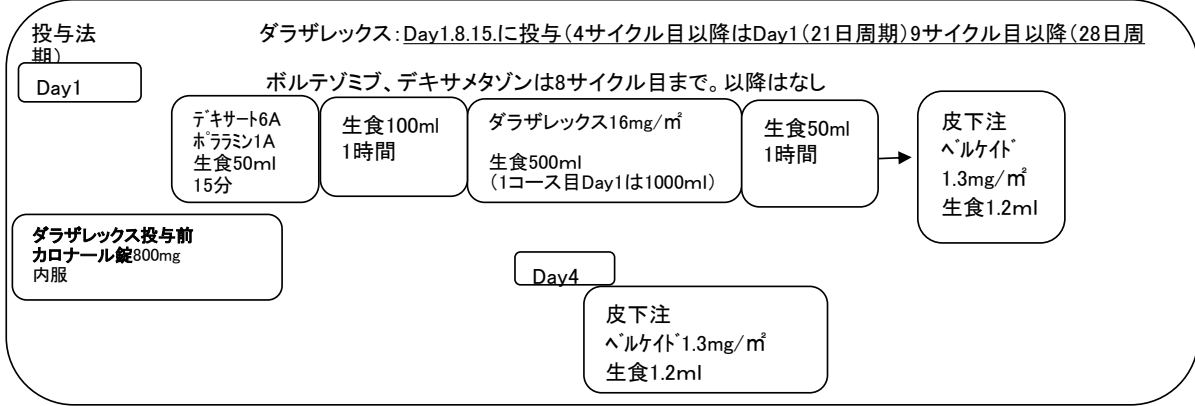 投与法
ダラザレックス：Day1.8.15.に投与(4サイクル目以降はDay1(21日周期)9サイクル目以降(28日周
期)
Day1
ボルテゾミブ、デキサメタゾンは8サイクル目まで。以降はなし
ﾃﾞｷｻｰﾄ6A
ﾎﾟﾗﾗﾐﾝ1A
生食50ml
15分
生食100ml
1時間
ダラザレックス16mg/㎡
生食500ml
(1コース目Day1は1000ml)
生食50ml
1時間
皮下注
ﾍﾞﾙｹｲﾄﾞ
1.3mg/㎡
生食1.2ml
ダラザレックス投与前
カロナール錠800mg
内服
Day4
皮下注
ﾍﾞﾙｹｲﾄﾞ1.3mg/㎡
生食1.2ml